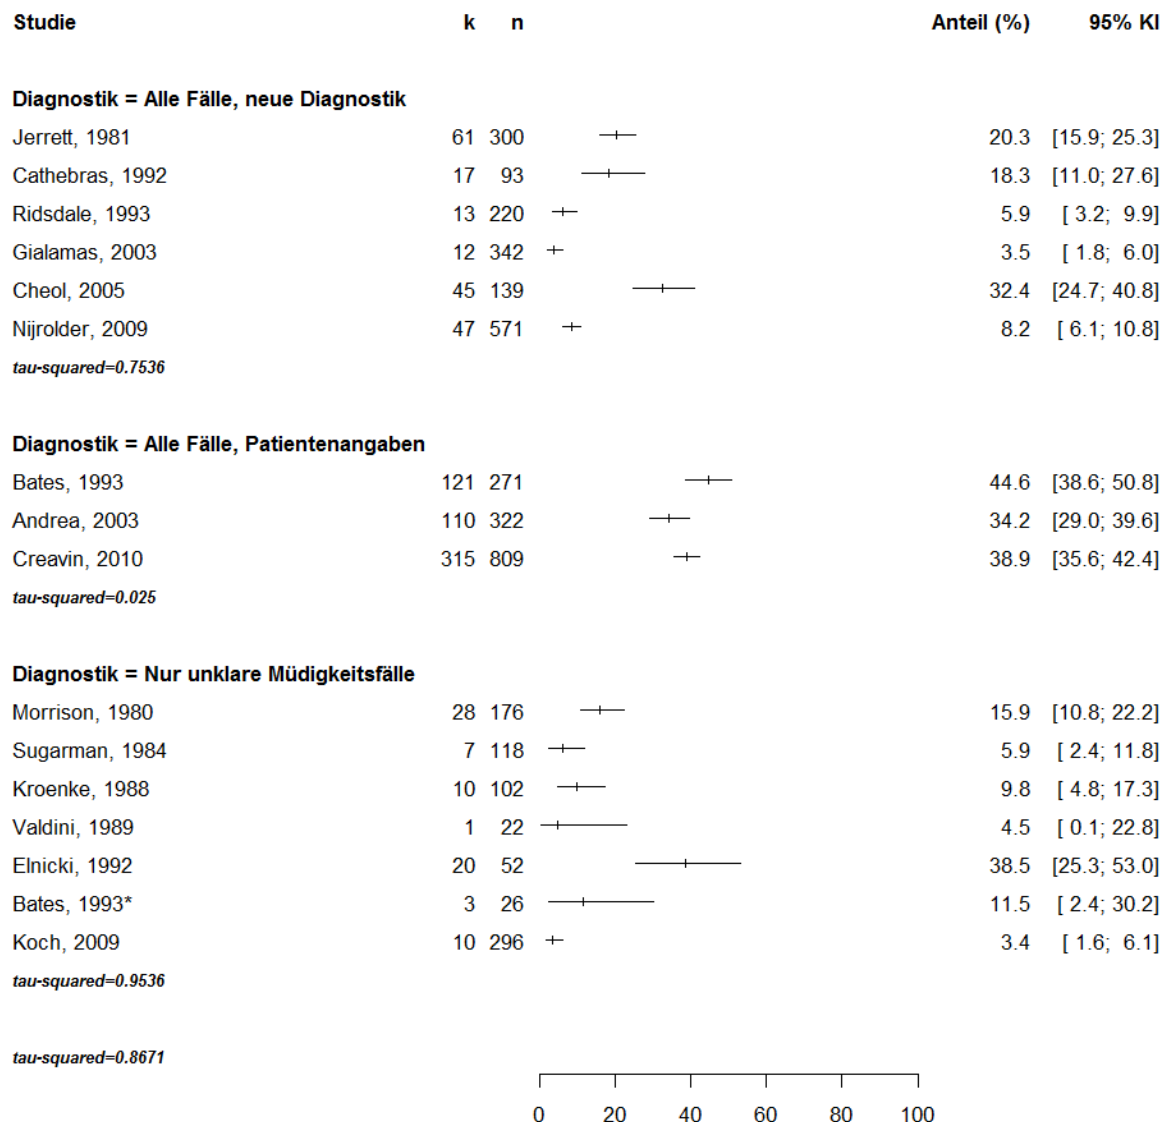 Studie k n Anteil (%) 95% KI
Diagnostik = Alle Fälle, neue Diagnostik
Jerrett, 1981 61 300 20.3 [15.9; 25.3]
Cathebras, 1992 17 93 18.3 [11.0; 27.6]
Ridsdale, 1993 13 220 5.9 [ 3.2; 9.9]
Gialamas, 2003 12 342 3.5 [ 1.8; 6.0]
Cheol, 2005 45 139 32.4 [24.7; 40.8]
Nijrolder, 2009 47 571 8.2 [ 6.1; 10.8]
tau-squared=0.7536
Diagnostik = Alle Fälle, Patientenangaben
Bates, 1993 121 271 44.6 [38.6; 50.8]
Andrea, 2003 110 322 34.2 [29.0; 39.6]
Creavin, 2010 315 809 38.9 [35.6; 42.4]
tau-squared=0.025
Diagnostik = Nur unklare Müdigkeitsfälle
Morrison, 1980 28 176 15.9 [10.8; 22.2]
Sugarman, 1984 7 118 5.9 [ 2.4; 11.8]
Kroenke, 1988 10 102 9.8 [ 4.8; 17.3]
Valdini, 1989 1 22 4.5 [ 0.1; 22.8]
Elnicki, 1992 20 52 38.5 [25.3; 53.0]
Bates, 1993* 3 26 11.5 [ 2.4; 30.2]
Koch, 2009 10 296 3.4 [ 1.6; 6.1]
tau-squared=0.9536
tau-squared=0.8671
0 20 40 60 80 100